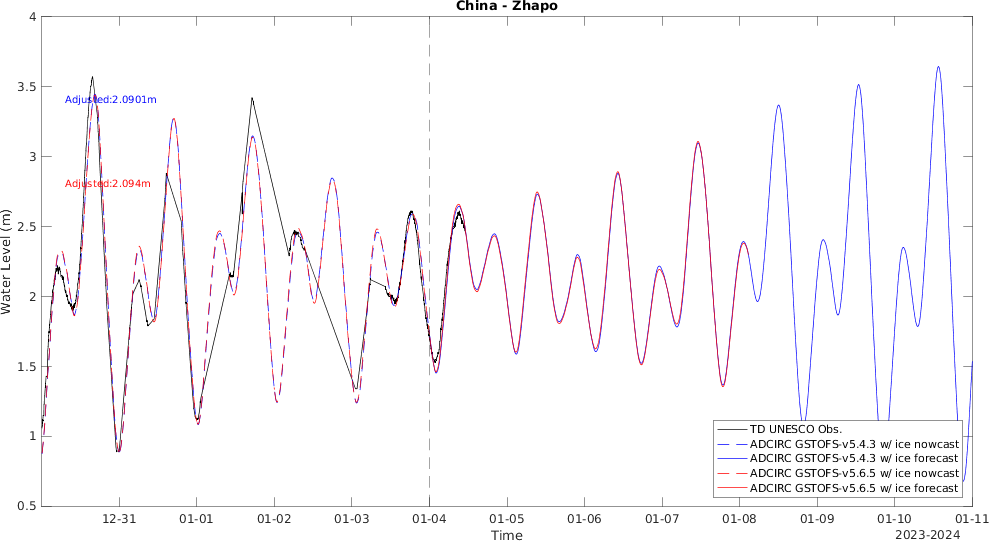 China - Zhapo
4
3.5
3
2.5
2
1.5
1
0.5
Water Level (m)
Adjusted:2.0901m
Adjusted:2.094m
TD UNESCO Obs.
ADCIRC GSTOFS-v5.4.3 w/ ice nowcast
ADCIRC GSTOFS-v5.4.3 w/ ice forecast
ADCIRC GSTOFS-v5.6.5 w/ ice nowcast
ADCIRC GSTOFS-v5.6.5 w/ ice forecast
12-31 01-01 01-02 01-03 01-04 01-05 01-06 01-07 01-08 01-09 01-10 01-11
Time
2023-2024